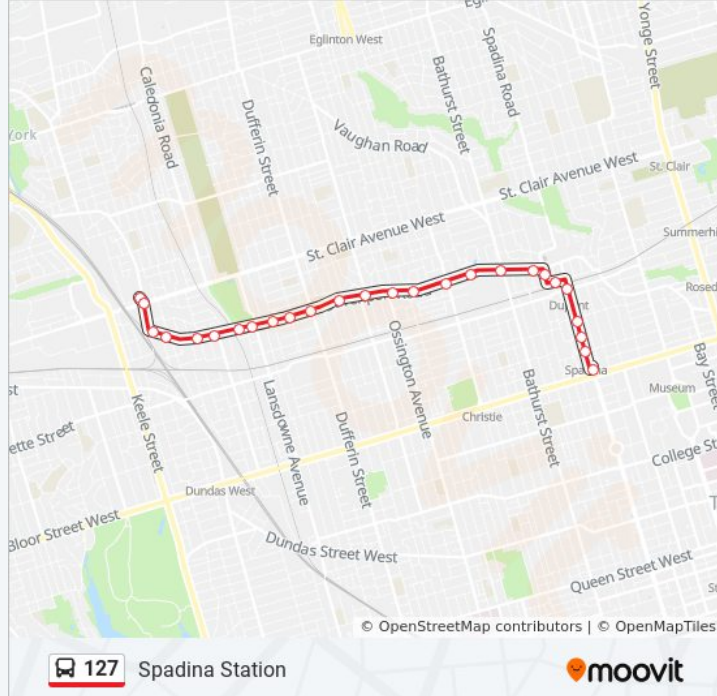 Eglinton West
Caledonia Road
Dufferin Street
Bathurst Street
Spadina Road
Yonge Street
York
Vaughan Road
St. Clair
St. Clair Avenue West
St. Clair Avenue West
Summerhi
Rosed
Dupont
Ossington Avenue
Spadina
Bay Street
Museum
Keele Street
Lansdowne Avenue
Dufferin Street
Bathurst Street
Christie
ette Street
College St
st
Dundas West
Bloor Street West
Dundas Street West
Queen Street West
© OpenStreetMap contributors | © OpenMapTiles
127 Spadina Station
moovit